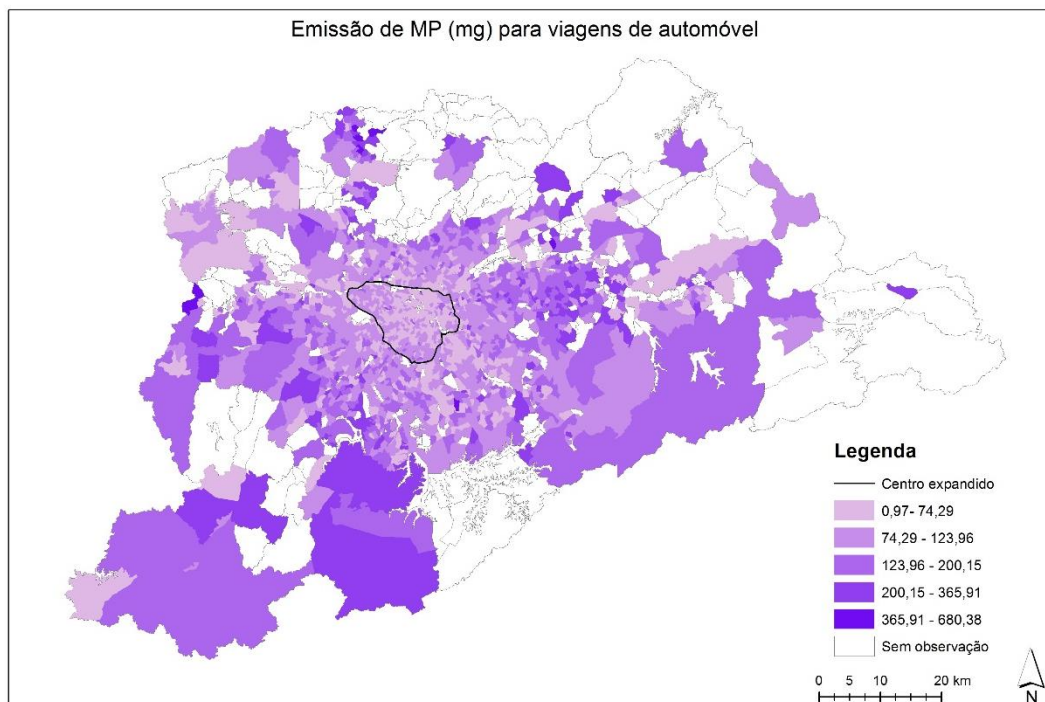 Emissão de MP (mg) para viagens de automóvel
Legenda
Centro expandido
0,97- 74,29
74,29 - 123,96
123,96 - 200,15
200,15 - 365,91
365,91 - 680,38
Sem observação
0 5 10 20 km
N